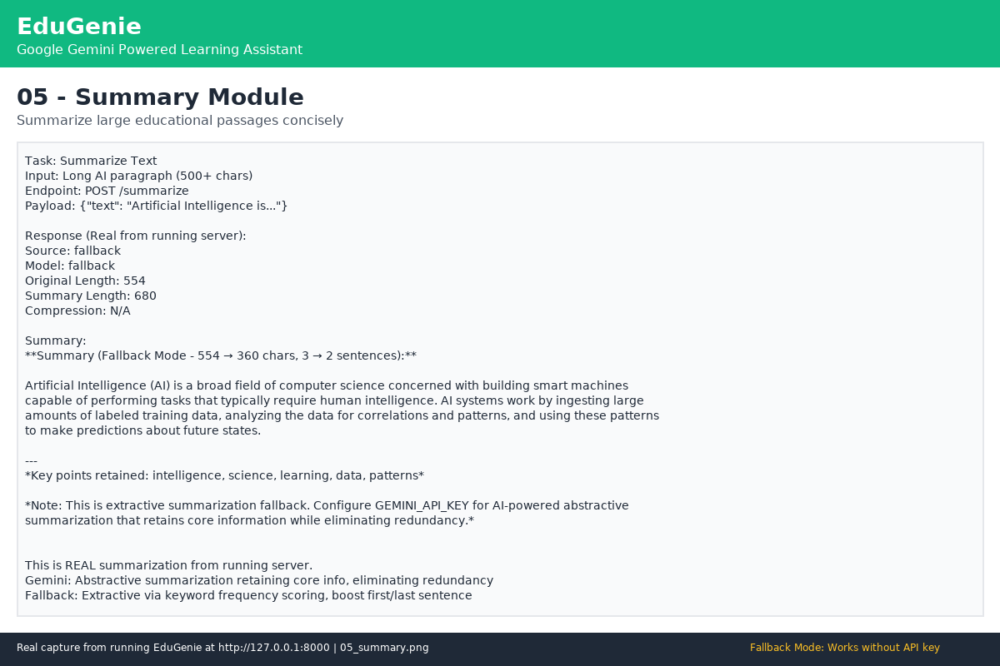 EduGenie
Google Gemini Powered Learning Assistant
05 - Summary Module
Summarize large educational passages concisely
Task: Summarize Text
Input: Long AI paragraph (500+ chars)
Endpoint: POST /summarize
Payload: {"text": "Artificial Intelligence is..."}
Response (Real from running server):
Source: fallback
Model: fallback
Original Length: 554
Summary Length: 680
Compression: N/A
Summary:
**Summary (Fallback Mode - 554 → 360 chars, 3 → 2 sentences):**
Artificial Intelligence (AI) is a broad field of computer science concerned with building smart machines
capable of performing tasks that typically require human intelligence. AI systems work by ingesting large
amounts of labeled training data, analyzing the data for correlations and patterns, and using these patterns
to make predictions about future states.
---
*Key points retained: intelligence, science, learning, data, patterns*
*Note: This is extractive summarization fallback. Configure GEMINI_API_KEY for AI-powered abstractive
summarization that retains core information while eliminating redundancy.*
This is REAL summarization from running server.
Gemini: Abstractive summarization retaining core info, eliminating redundancy
Fallback: Extractive via keyword frequency scoring, boost first/last sentence
Real capture from running EduGenie at http://127.0.0.1:8000 | 05_summary.png
Fallback Mode: Works without API key